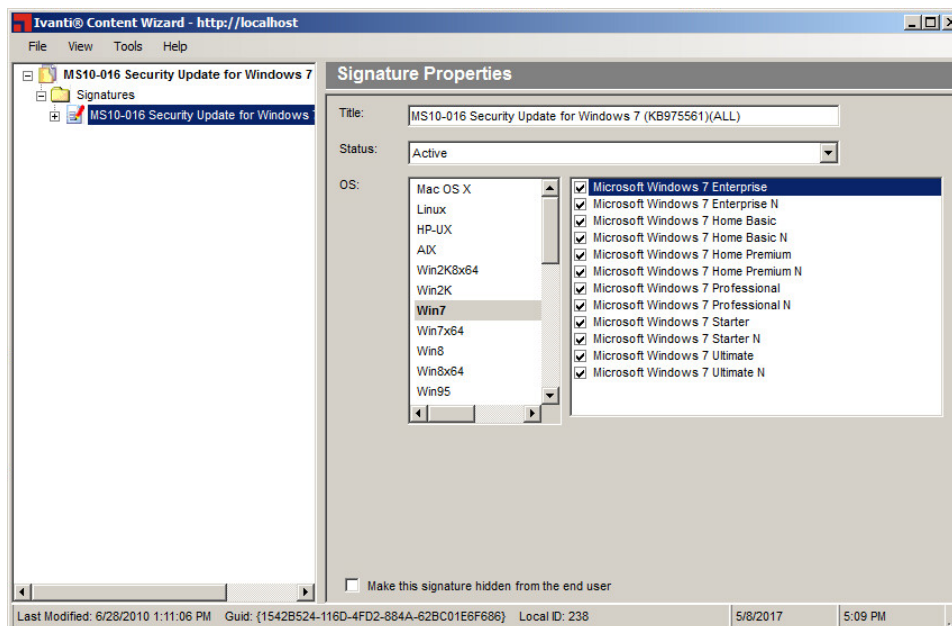 Ivanti® Content Wizard - http://localhost
File View Tools Help
MS10-016 Security Update for Windows 7
Signatures
MS10-016 Security Update for Windows 7
Signature Properties
Title: MS10-016 Security Update for Windows 7 (KB975561)(ALL)
Status: Active
OS:
Mac OS X
Linux
HP-UX
AIX
Win2K8x64
Win2K
Win7
Win7x64
Win8
Win8x64
Win95
Microsoft Windows 7 Enterprise
Microsoft Windows 7 Enterprise N
Microsoft Windows 7 Home Basic
Microsoft Windows 7 Home Basic N
Microsoft Windows 7 Home Premium
Microsoft Windows 7 Home Premium N
Microsoft Windows 7 Professional
Microsoft Windows 7 Professional N
Microsoft Windows 7 Starter
Microsoft Windows 7 Starter N
Microsoft Windows 7 Ultimate
Microsoft Windows 7 Ultimate N
Make this signature hidden from the end user
Last Modified: 6/28/2010 1:11:06 PM Guid: {1542B524-116D-4FD2-884A-62BC01E6F686} Local ID: 238 5/8/2017 5:09 PM